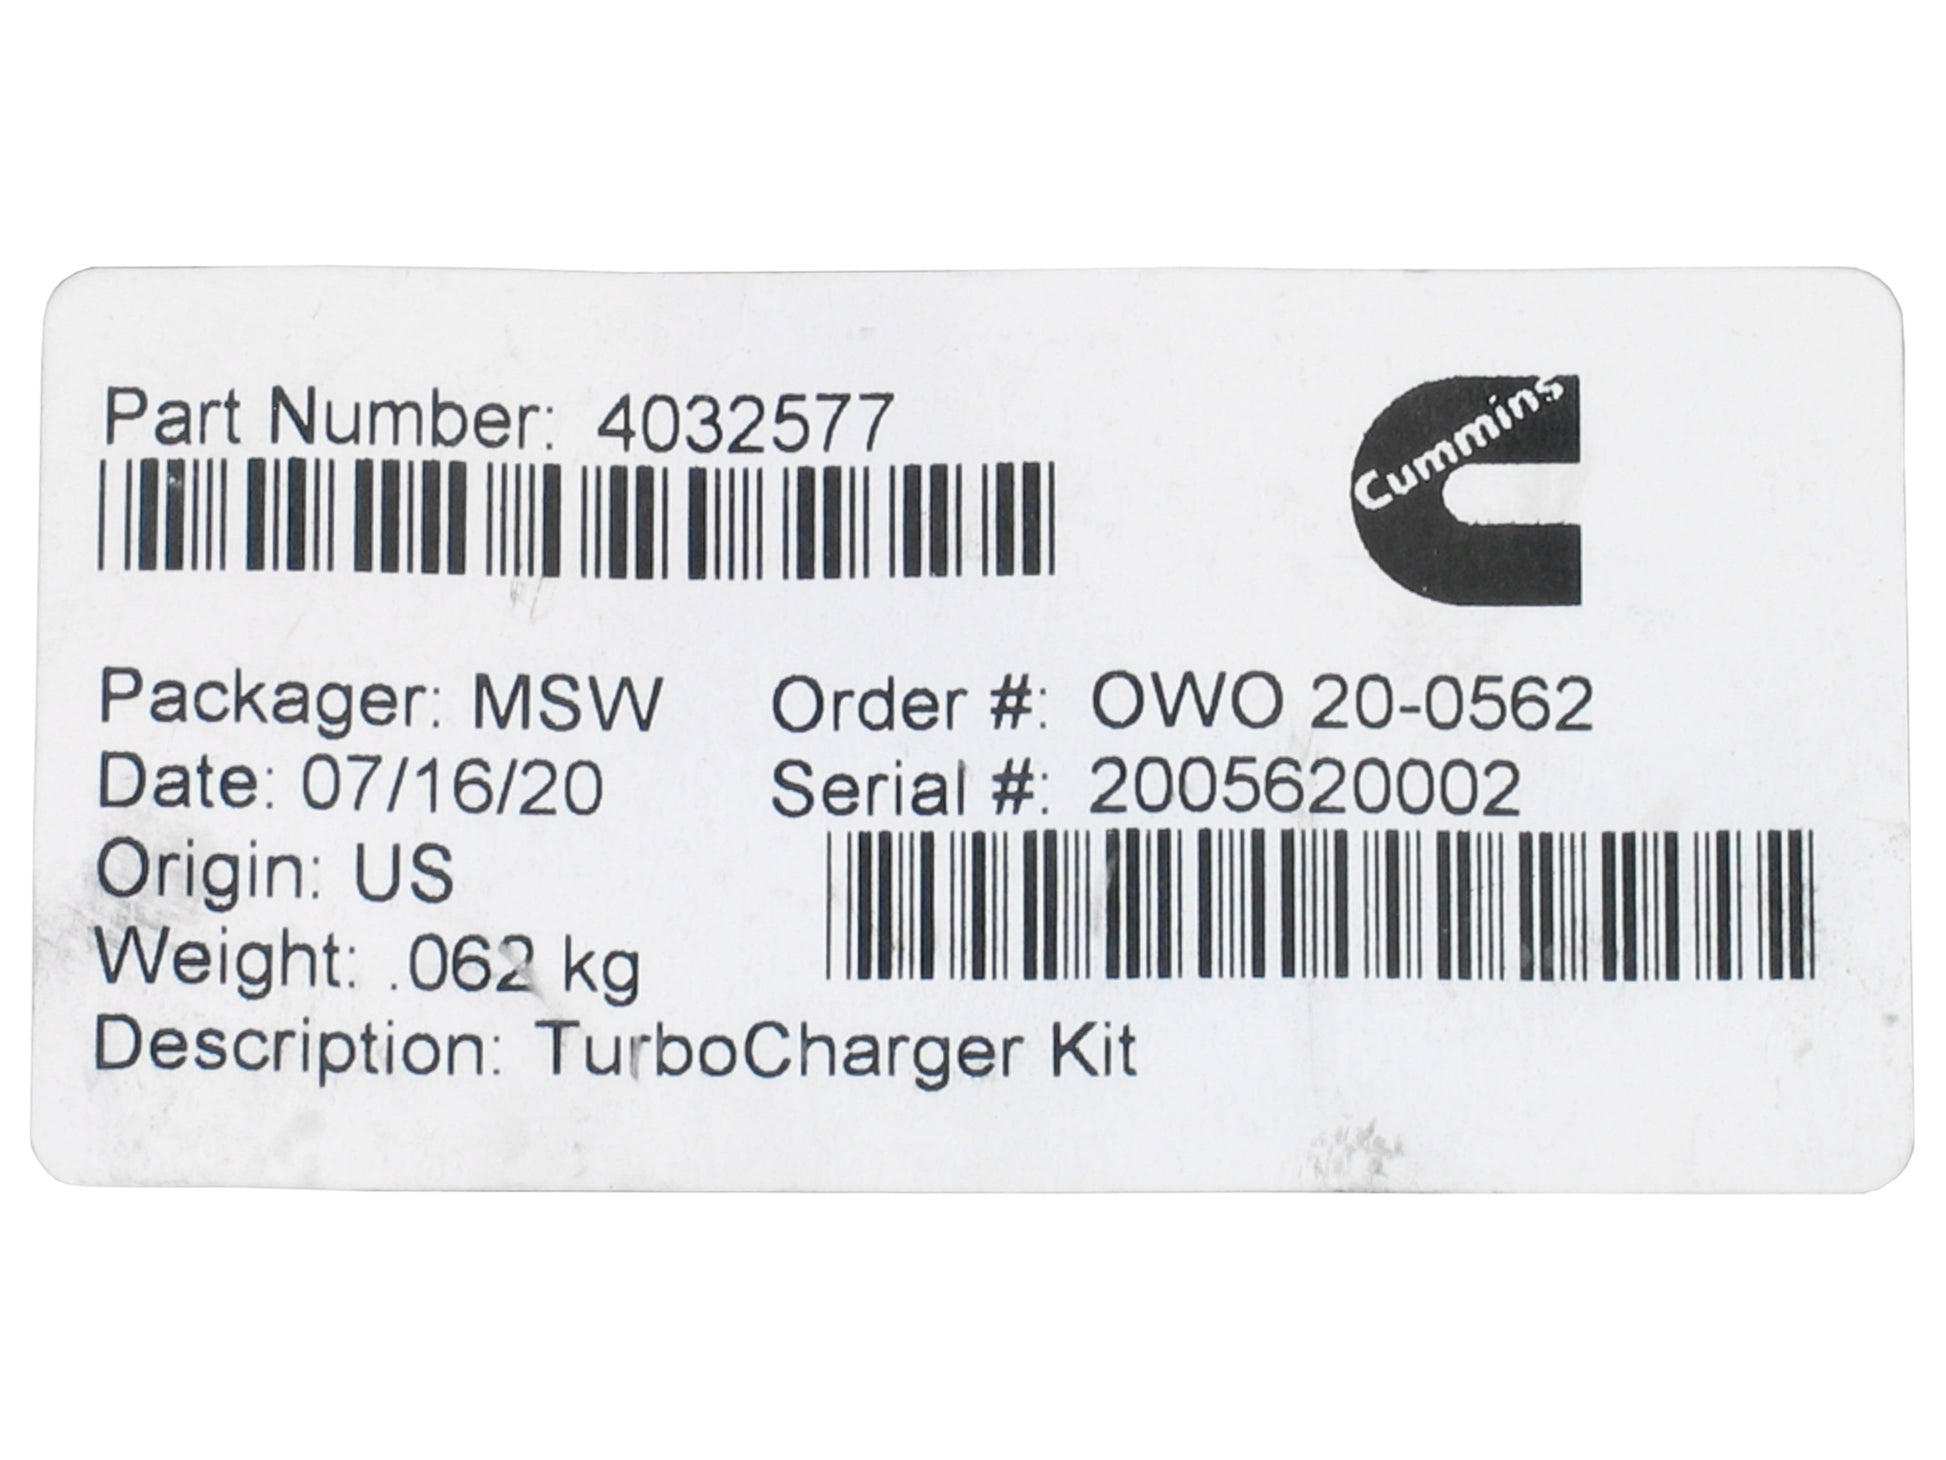 Part Number: 4032577
Cummins
Packager: MSW Order #: OWO 20-0562
Date: 07/16/20 Serial #: 2005620002
Origin: US
Weight: .062 kg
Description: TurboCharger Kit